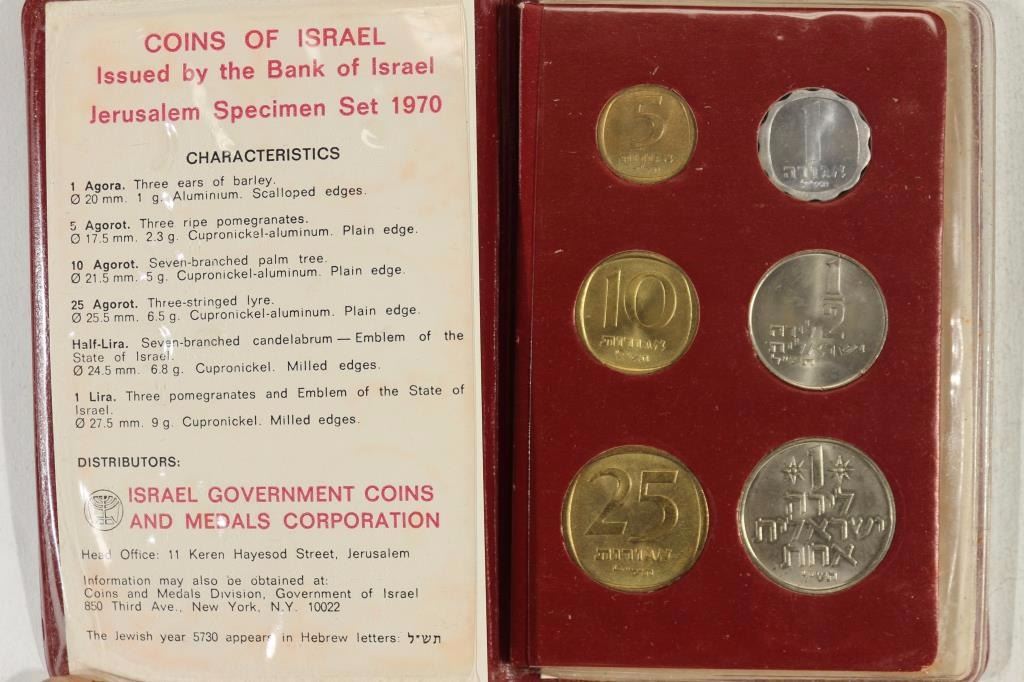 COINS OF ISRAEL
Issued by the Bank of Israel
Jerusalem Specimen Set 1970
CHARACTERISTICS
1 Agora. Three ears of barley.
Ø 20 mm. 1 g. Aluminium. Scalloped edges.
5 Agorot. Three ripe pomegranates.
Ø 17.5 mm. 2.3 g. Cupronickel-aluminum. Plain edge.
10 Agorot. Seven-branched palm tree.
Ø 21.5 mm. 5 g. Cupronickel-aluminum. Plain edge.
25 Agorot. Three-stringed lyre.
Ø 25.5 mm. 6.5 g. Cupronickel-aluminum. Plain edge.
Half-Lira. Seven-branched candelabrum — Emblem of the
State of Israel.
Ø 24.5 mm. 6.8 g. Cupronickel. Milled edges.
1 Lira. Three pomegranates and Emblem of the State of
Israel.
Ø 27.5 mm. 9 g. Cupronickel. Milled edges.
DISTRIBUTORS:
ISRAEL GOVERNMENT COINS
AND MEDALS CORPORATION
Head Office: 11 Keren Hayesod Street, Jerusalem
Information may also be obtained at:
Coins and Medals Division, Government of Israel
850 Third Ave., New York, N.Y. 10022
The Jewish year 5730 appears in Hebrew letters: תש״ל
5
אגורות
1
אגורה
10
אגורות
1/2
לירה
ישראלית
25
אגורות
1
לירה
ישראלית
אחת